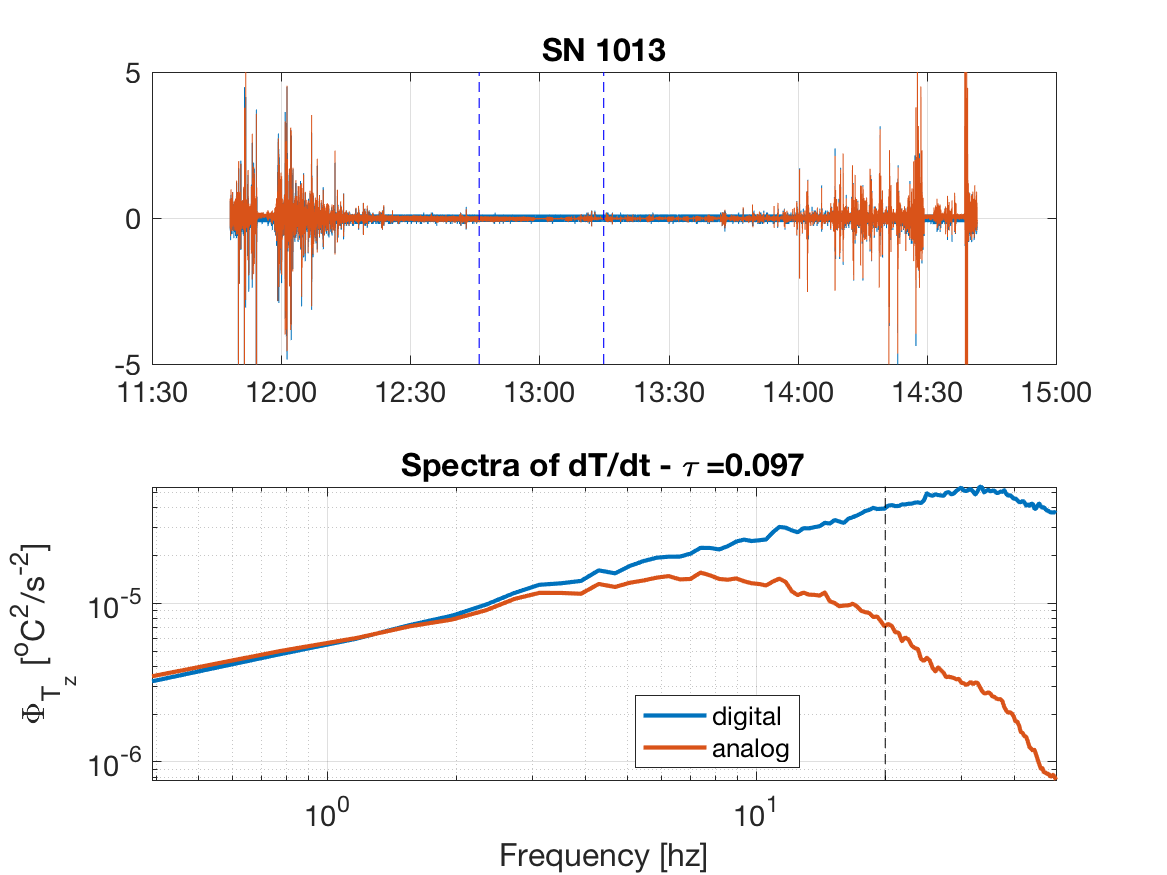 SN 1013
5
0
-5
11:30 12:00 12:30 13:00 13:30 14:00 14:30 15:00
Spectra of dT/dt - τ =0.097
Φ_{T_z} [°C²/s⁻²]
10⁻⁵
10⁻⁶
digital
analog
10⁰ 10¹
Frequency [hz]